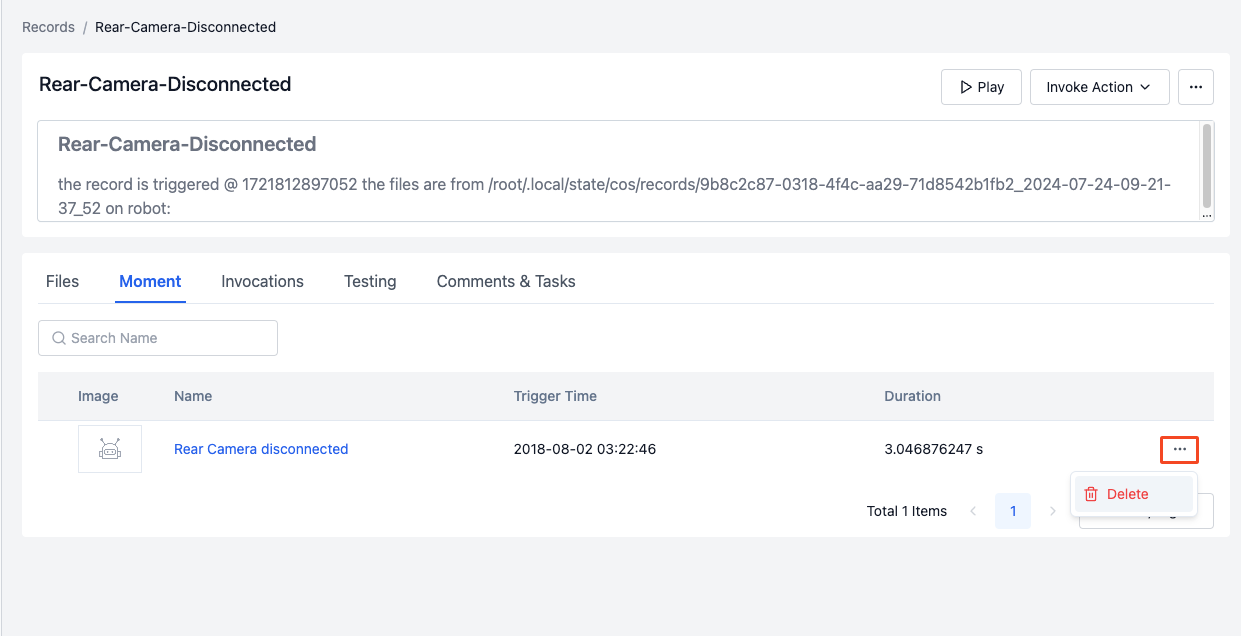 Records / Rear-Camera-Disconnected
Rear-Camera-Disconnected
Play
Invoke Action
...
Rear-Camera-Disconnected
the record is triggered @ 1721812897052 the files are from /root/.local/state/cos/records/9b8c2c87-0318-4f4c-aa29-71d8542b1fb2_2024-07-24-09-21-
37_52 on robot:
...
Files Moment Invocations Testing Comments & Tasks
Search Name
Image Name Trigger Time Duration
Rear Camera disconnected 2018-08-02 03:22:46 3.046876247 s ...
Delete
Total 1 Items < 1 >